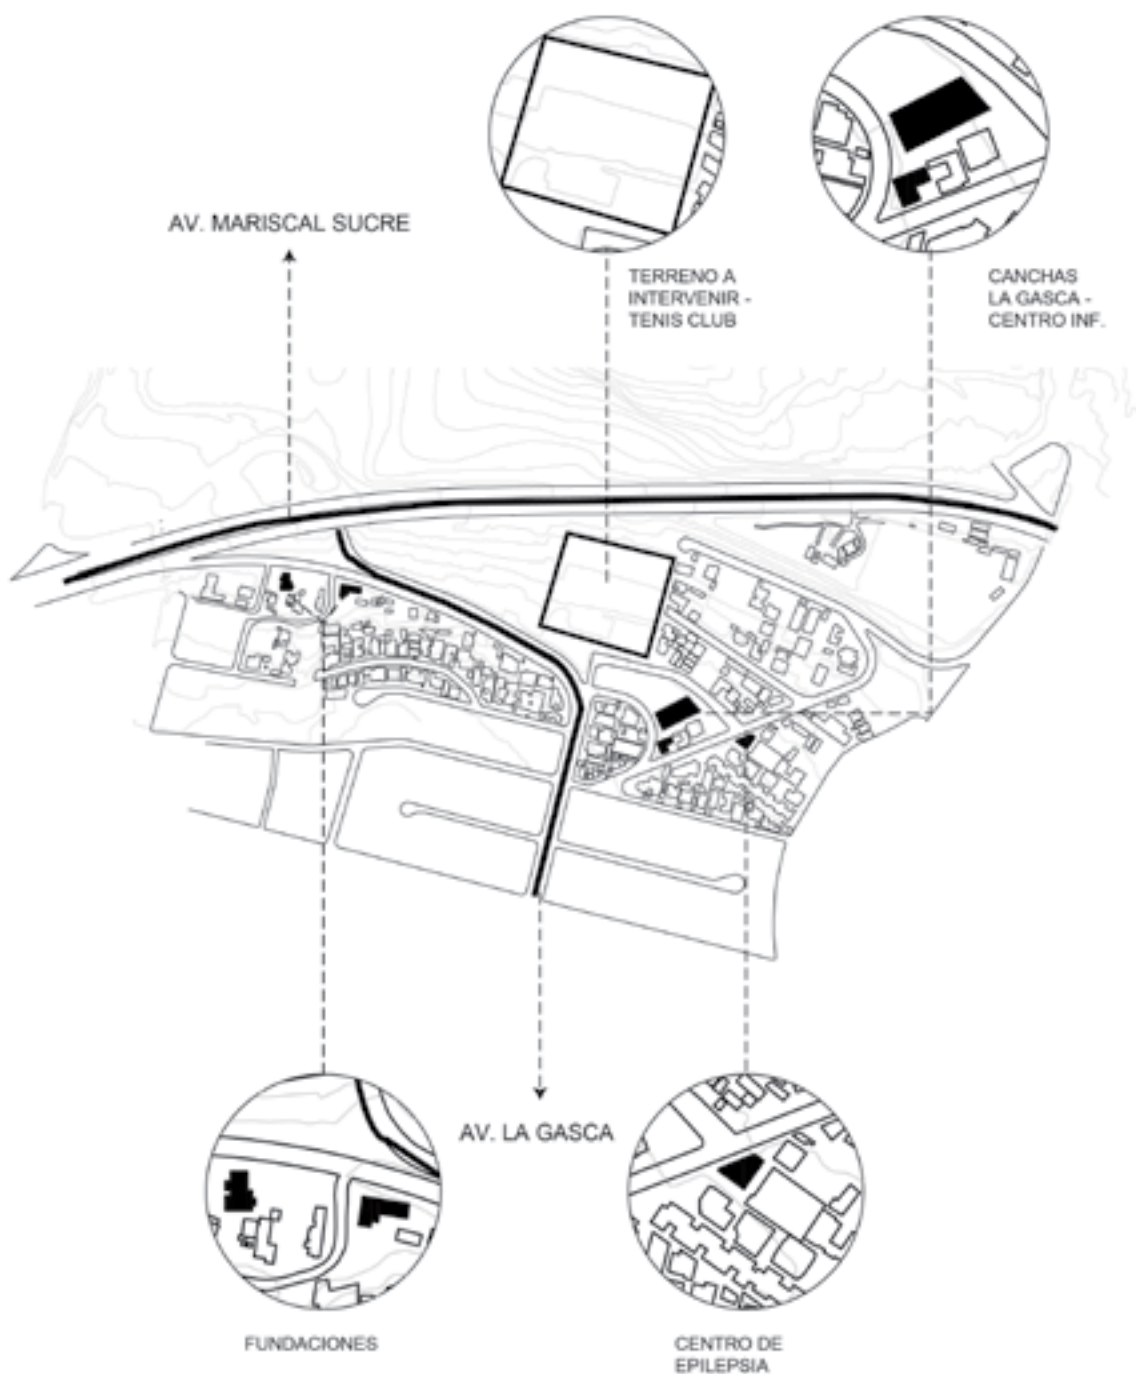 AV. MARISCAL SUCRE
TERRENO A
INTERVENIR -
TENIS CLUB
CANCHAS
LA GASCA -
CENTRO INF.
AV. LA GASCA
FUNDACIONES
CENTRO DE
EPILEPSIA